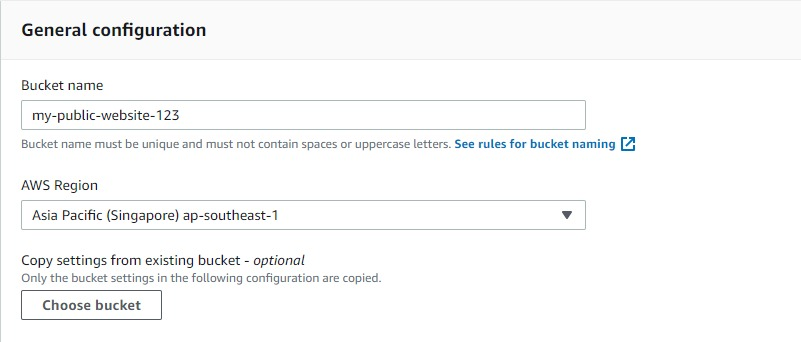 General configuration
Bucket name
my-public-website-123
Bucket name must be unique and must not contain spaces or uppercase letters. See rules for bucket naming
AWS Region
Asia Pacific (Singapore) ap-southeast-1
Copy settings from existing bucket - optional
Only the bucket settings in the following configuration are copied.
Choose bucket